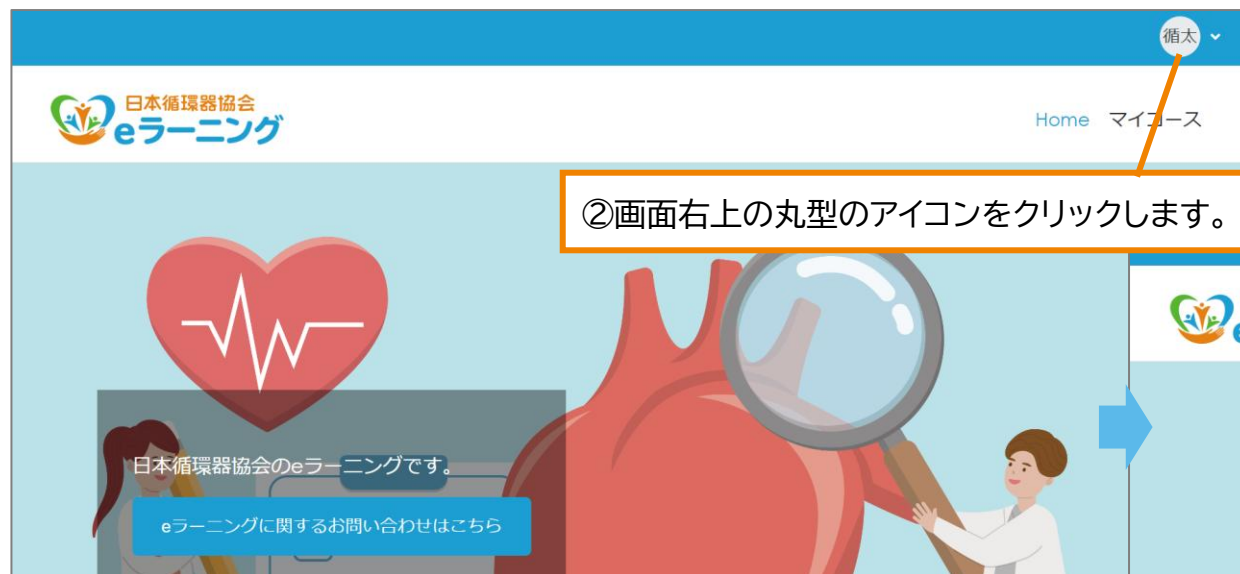 循太
日本循環器協会
eラーニング
Home マイコース
②画面右上の丸型のアイコンをクリックします。
日本循環器協会のeラーニングです。
eラーニングに関するお問い合わせはこちら